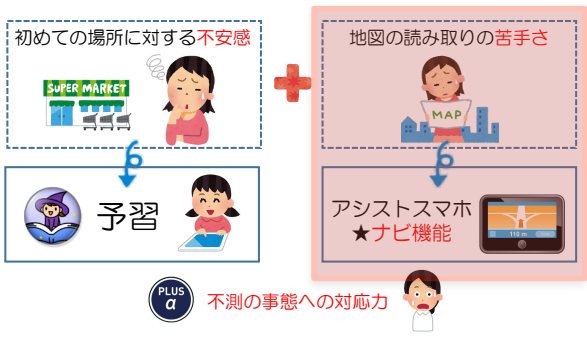 初めての場所に対する不安感
SUPER MARKET
予習
地図の読み取りの苦手さ
MAP
アシストスマホ
★ナビ機能
110 m
PLUS
α
不測の事態への対応力